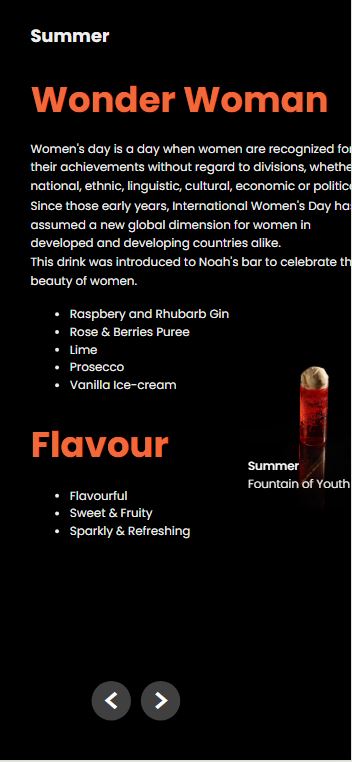 Summer
Wonder Woman
Women's day is a day when women are recognized for
their achievements without regard to divisions, whethe
national, ethnic, linguistic, cultural, economic or politic
Since those early years, International Women's Day has
assumed a new global dimension for women in
developed and developing countries alike.
This drink was introduced to Noah's bar to celebrate th
beauty of women.
Raspbery and Rhubarb Gin
Rose & Berries Puree
Lime
Prosecco
Vanilla Ice-cream
Flavour
Summer
Fountain of Youth
Flavourful
Sweet & Fruity
Sparkly & Refreshing